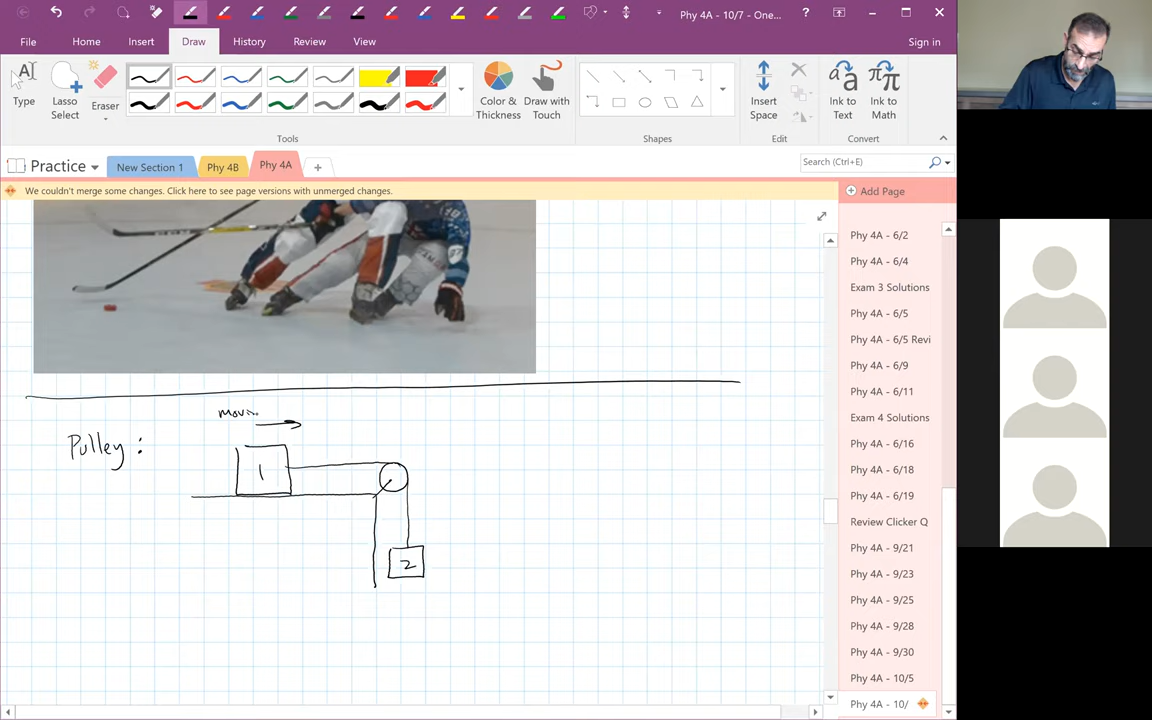 Phy 4A - 10/7 - One...
?
File
Home
Insert
Draw
History
Review
View
Sign in
Type
Lasso
Select
Eraser
Color &
Thickness
Draw with
Touch
Insert
Space
Ink to
Text
Ink to
Math
Tools
Shapes
Edit
Convert
Practice
New Section 1
Phy 4B
Phy 4A
+
Search (Ctrl+E)
We couldn't merge some changes. Click here to see page versions with unmerged changes.
Add Page
Phy 4A - 6/2
Phy 4A - 6/4
Exam 3 Solutions
Phy 4A - 6/5
Phy 4A - 6/5 Revi
Phy 4A - 6/9
Phy 4A - 6/11
Exam 4 Solutions
Phy 4A - 6/16
Phy 4A - 6/18
Phy 4A - 6/19
Review Clicker Q
Phy 4A - 9/21
Phy 4A - 9/23
Phy 4A - 9/25
Phy 4A - 9/28
Phy 4A - 9/30
Phy 4A - 10/5
Phy 4A - 10/
Pulley :
1
2